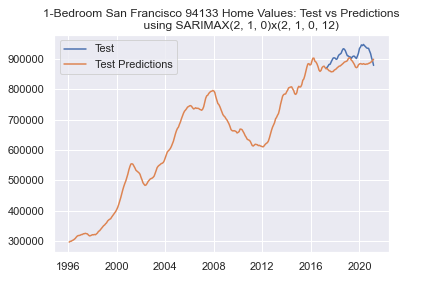 1-Bedroom San Francisco 94133 Home Values: Test vs Predictions
using SARIMAX(2, 1, 0)x(2, 1, 0, 12)
Test
Test Predictions
900000
800000
700000
600000
500000
400000
300000
1996 2000 2004 2008 2012 2016 2020